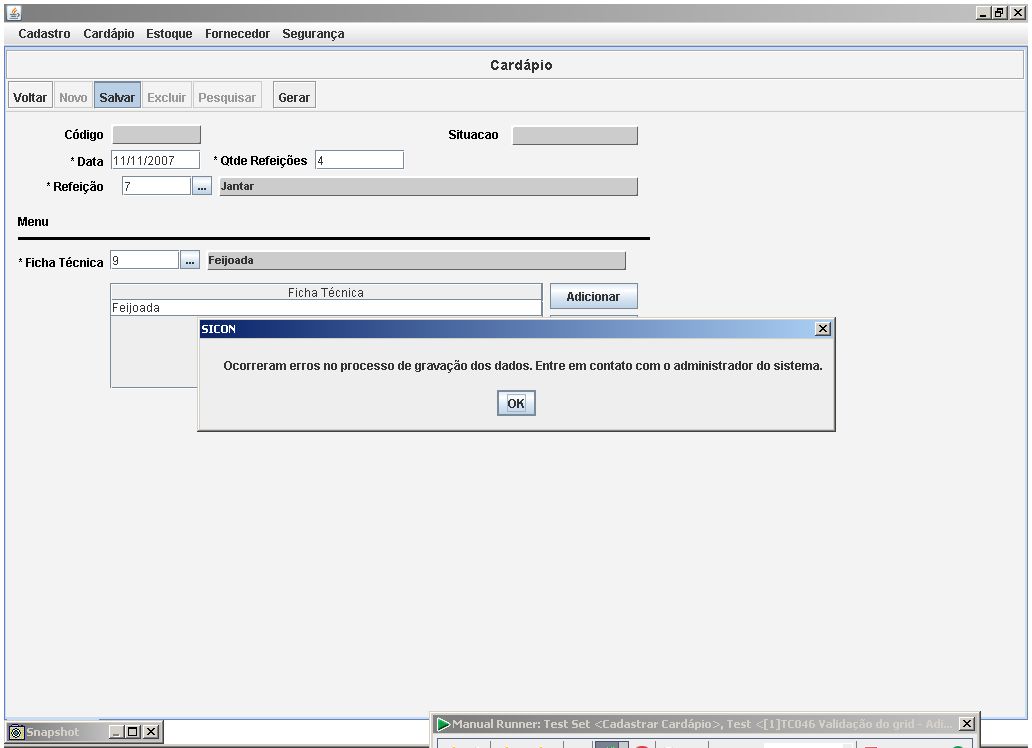 Cadastro Cardápio Estoque Fornecedor Segurança
Cardápio
Voltar Novo Salvar Excluir Pesquisar Gerar
Código Situacao
* Data 11/11/2007 * Qtde Refeições 4
* Refeição 7 ... Jantar
Menu
* Ficha Técnica 9 ... Feijoada
Ficha Técnica
Feijoada Adicionar
SICON
Ocorreram erros no processo de gravação dos dados. Entre em contato com o administrador do sistema.
OK
Snapshot
Manual Runner: Test Set <Cadastrar Cardápio>, Test <[1]TC046 Validação do grid - Adi...